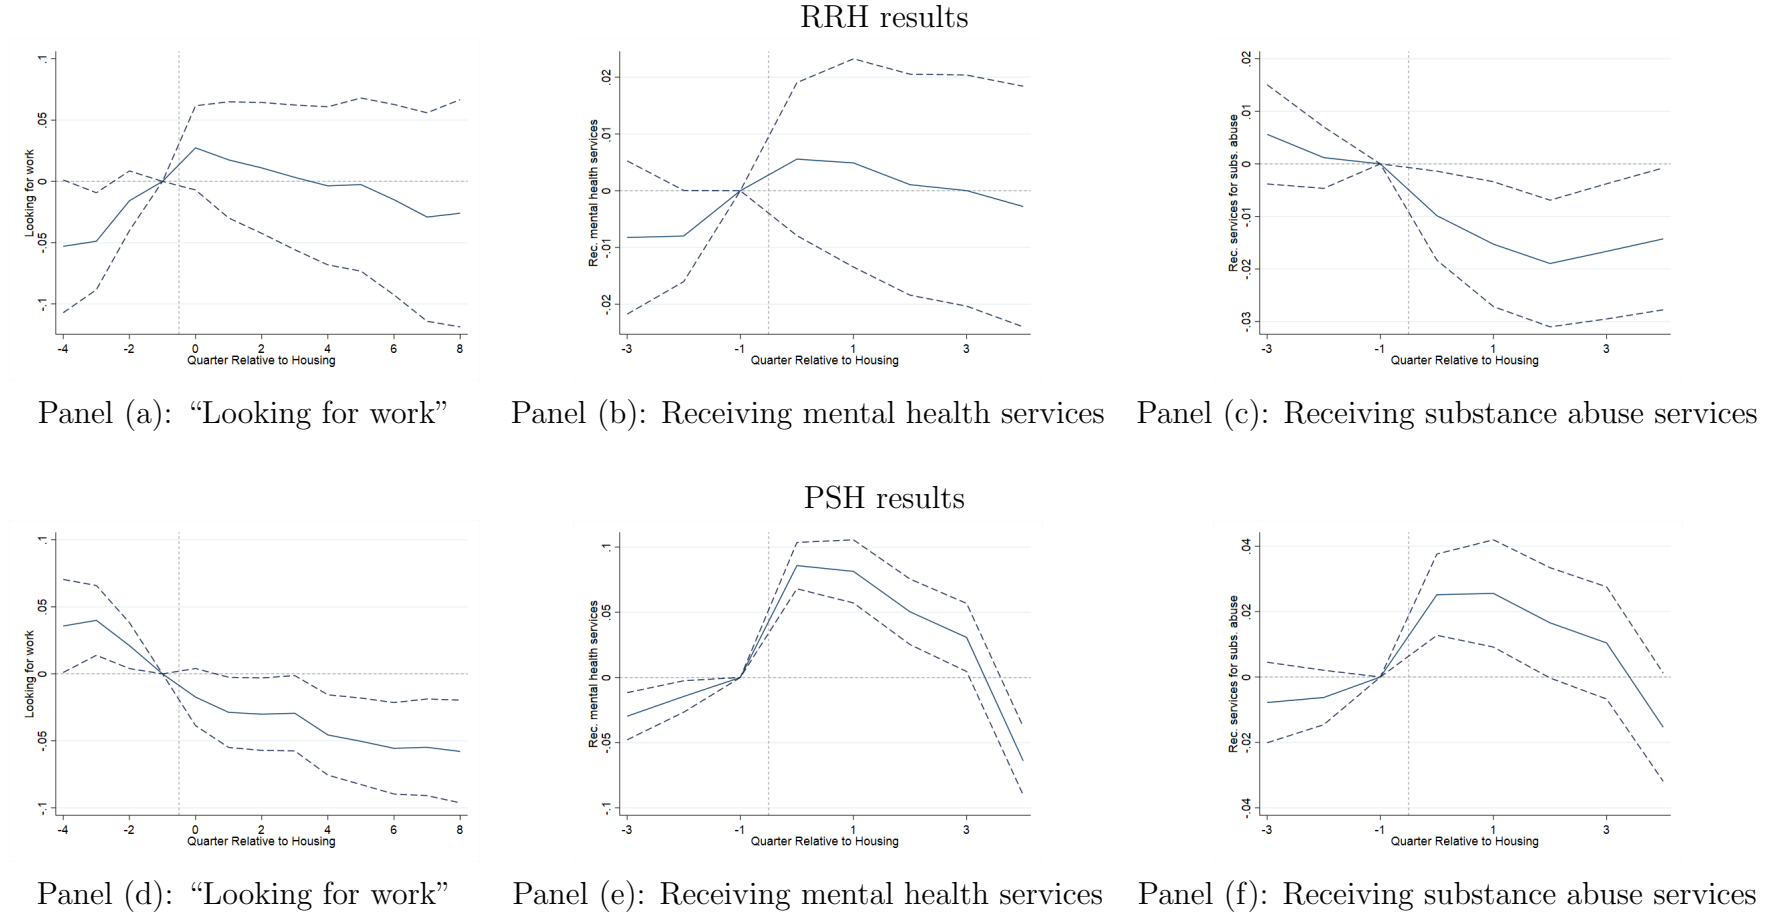 RRH results
Looking for work
.1
.05
0
-.05
-.1
-4 -2 0 2 4 6 8
Quarter Relative to Housing
Rec. mental health services
.02
.01
0
-.01
-.02
-3 -1 1 3
Quarter Relative to Housing
Rec. services for subs. abuse
.02
.01
0
-.01
-.02
-.03
-3 -1 1 3
Quarter Relative to Housing
Panel (a): “Looking for work”
Panel (b): Receiving mental health services
Panel (c): Receiving substance abuse services
PSH results
Looking for work
.1
.05
0
-.05
-.1
-4 -2 0 2 4 6 8
Quarter Relative to Housing
Rec. mental health services
.1
.05
0
-.05
-.1
-3 -1 1 3
Quarter Relative to Housing
Rec. services for subs. abuse
.04
.02
0
-.02
-.04
-3 -1 1 3
Quarter Relative to Housing
Panel (d): “Looking for work”
Panel (e): Receiving mental health services
Panel (f): Receiving substance abuse services